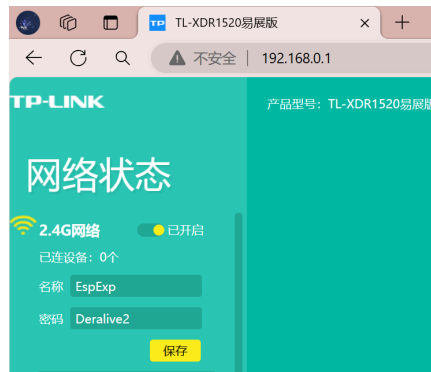 TP TL-XDR1520易展版
不安全 192.168.0.1
TP-LINK
产品型号：TL-XDR1520易展版
网络状态
2.4G网络 已开启
已连设备：0个
名称 EspExp
密码 Deralive2
保存